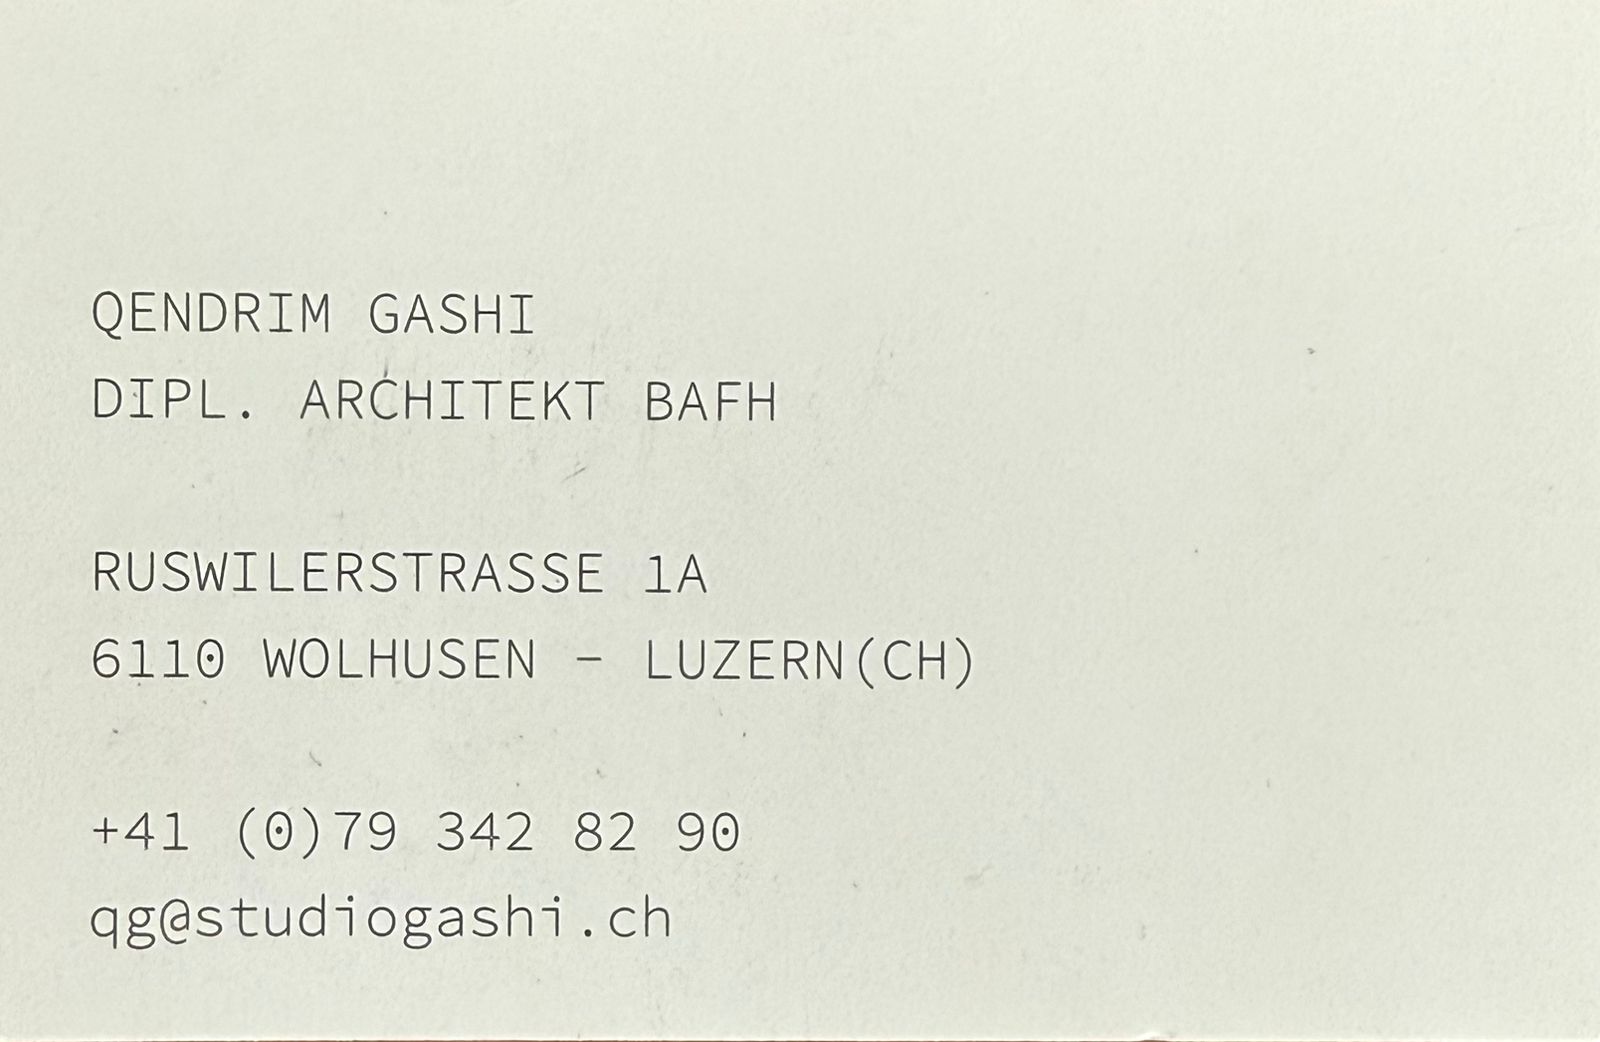 QENDRIM GASHI
DIPL. ARCHITEKT BAFH
RUSWILERSTRASSE 1A
6110 WOLHUSEN – LUZERN(CH)
+41 (0)79 342 82 90
qg@studiogashi.ch